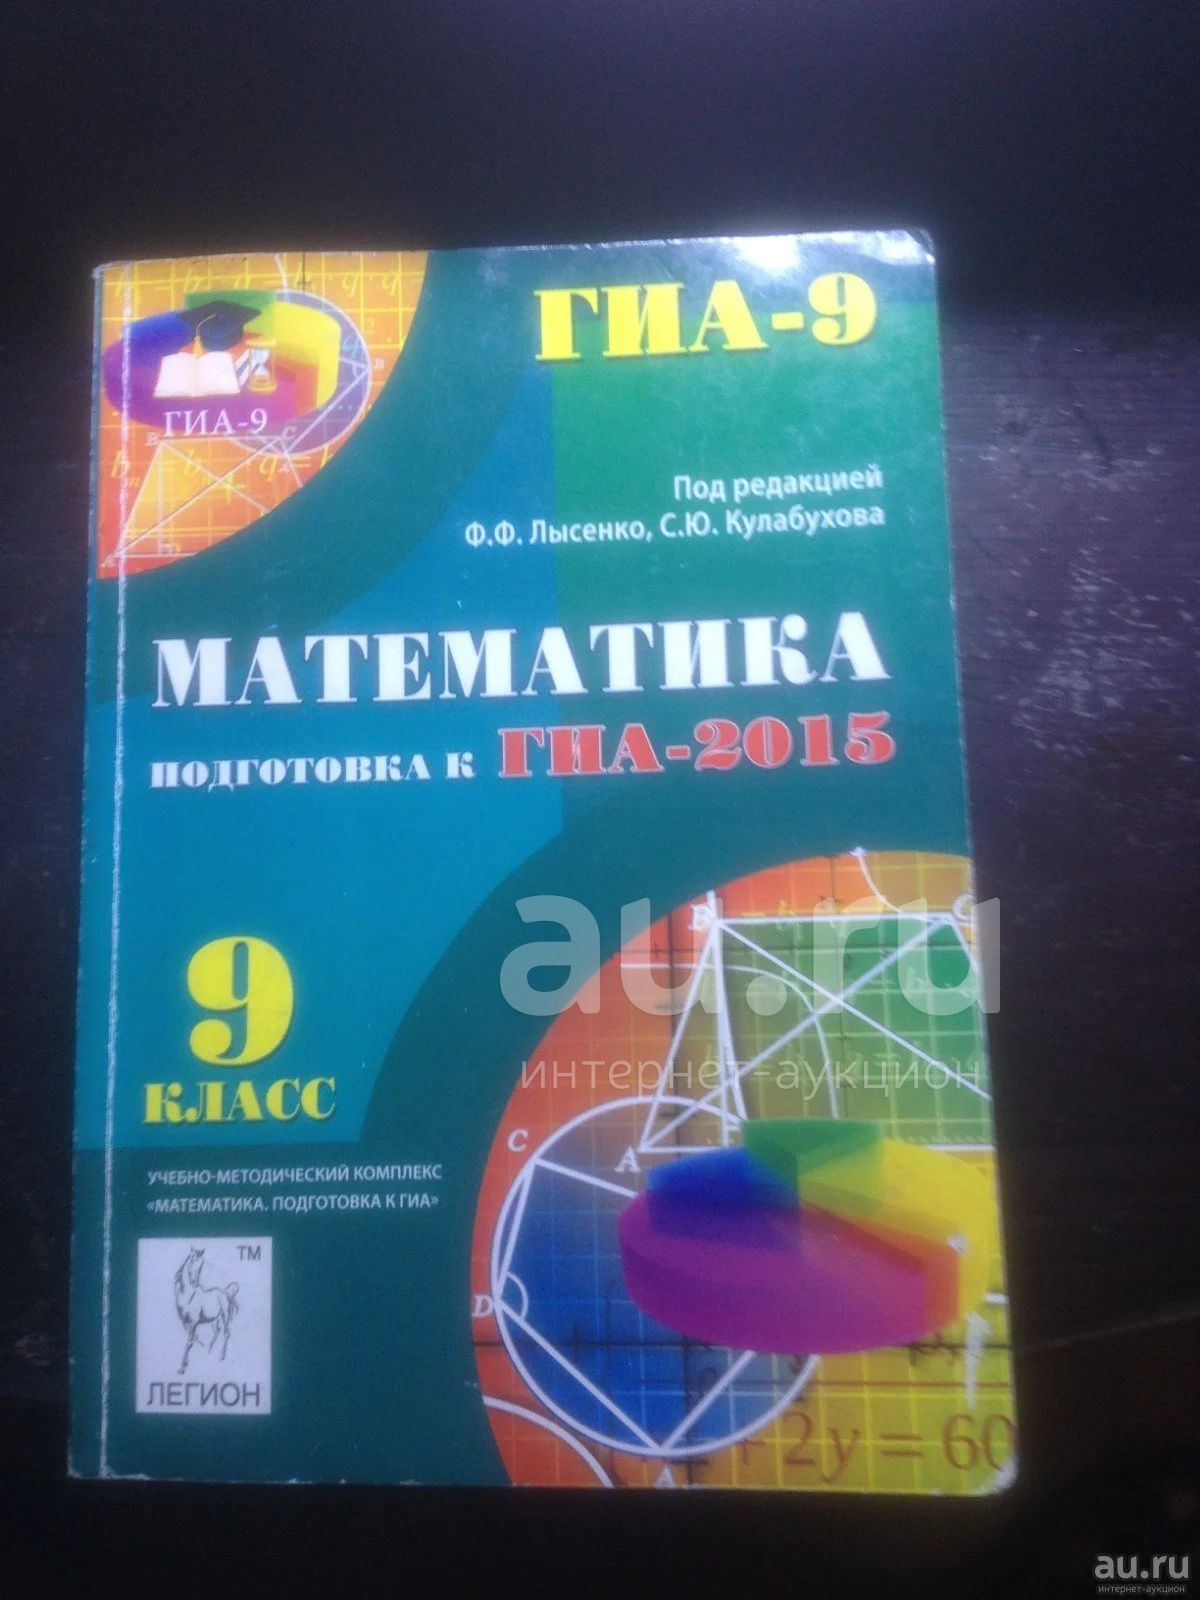 ГИА-9
ГИА-9
Под редакцией
Ф.Ф. Лысенко, С.Ю. Кулабухова
МАТЕМАТИКА
ПОДГОТОВКА К ГИА-2015
9
КЛАСС
УЧЕБНО-МЕТОДИЧЕСКИЙ КОМПЛЕКС
«МАТЕМАТИКА. ПОДГОТОВКА К ГИА»
TM
ЛЕГИОН
B
C
A
C
D
A
+ 2y = 60
au.ru
интернет-аукцион
au.ru
интернет-аукцион